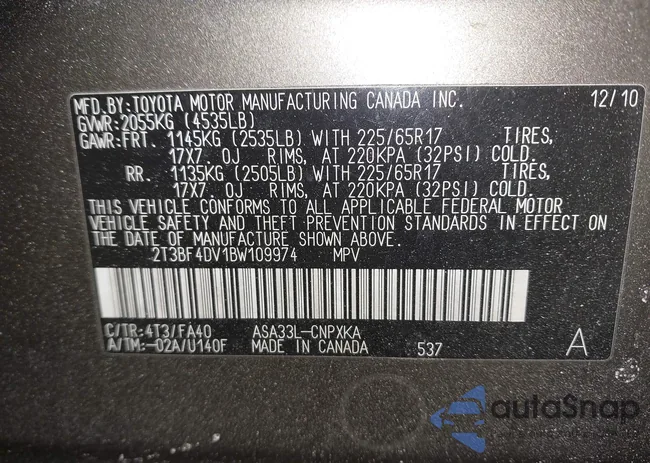 MFD.BY:TOYOTA MOTOR MANUFACTURING CANADA INC. 12/10
GVWR:2055KG (4535LB)
GAWR:FRT. 1145KG (2535LB) WITH 225/65R17 TIRES,
17X7.0J RIMS, AT 220KPA (32PSI) COLD.
RR. 1135KG (2505LB) WITH 225/65R17 TIRES,
17X7.0J RIMS, AT 220KPA (32PSI) COLD.
THIS VEHICLE CONFORMS TO ALL APPLICABLE FEDERAL MOTOR
VEHICLE SAFETY AND THEFT PREVENTION STANDARDS IN EFFECT ON
THE DATE OF MANUFACTURE SHOWN ABOVE.
2T3BF4DV1BW109974 MPV
C/TR:4T3/FA40 ASA33L-CNPXKA
A/TM:-02A/U140F MADE IN CANADA 537 A
autoSnap